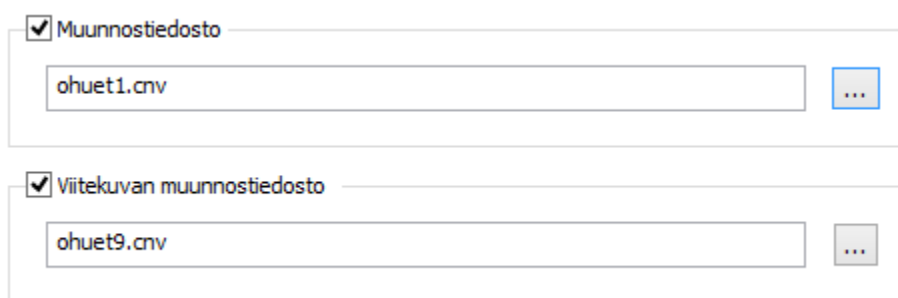 Muunnostiedosto
ohuet1.cnv
...
Viitekuvan muunnostiedosto
ohuet9.cnv
...